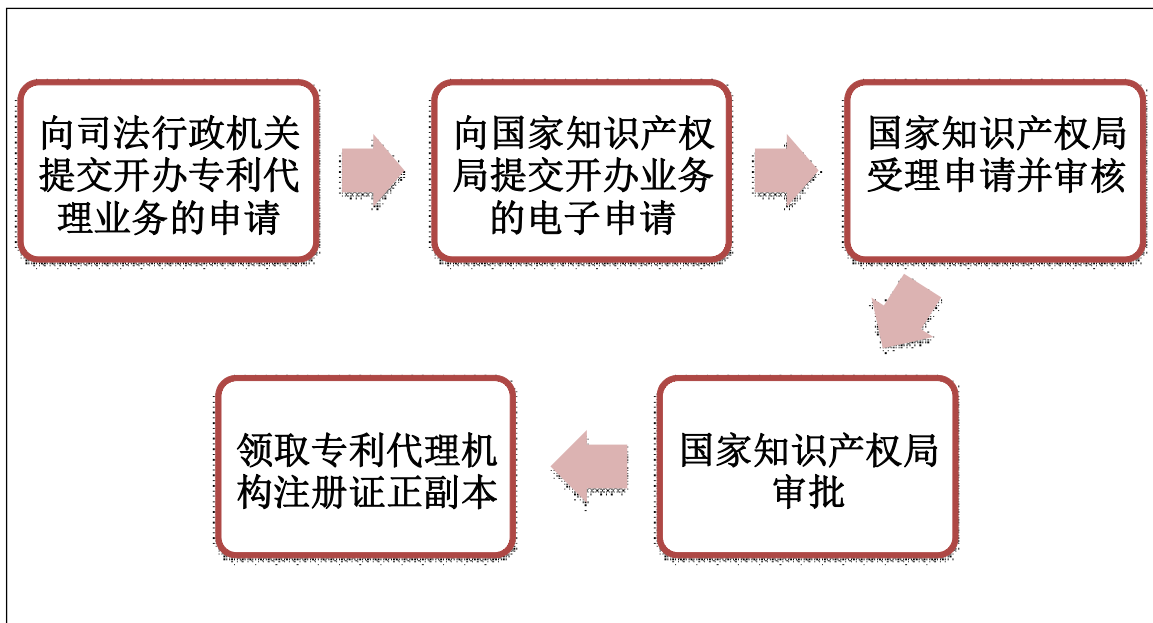 向司法行政机关
提交开办专利代
理业务的申请
向国家知识产权
局提交开办业务
的电子申请
国家知识产权局
受理申请并审核
国家知识产权局
审批
领取专利代理机
构注册证正副本